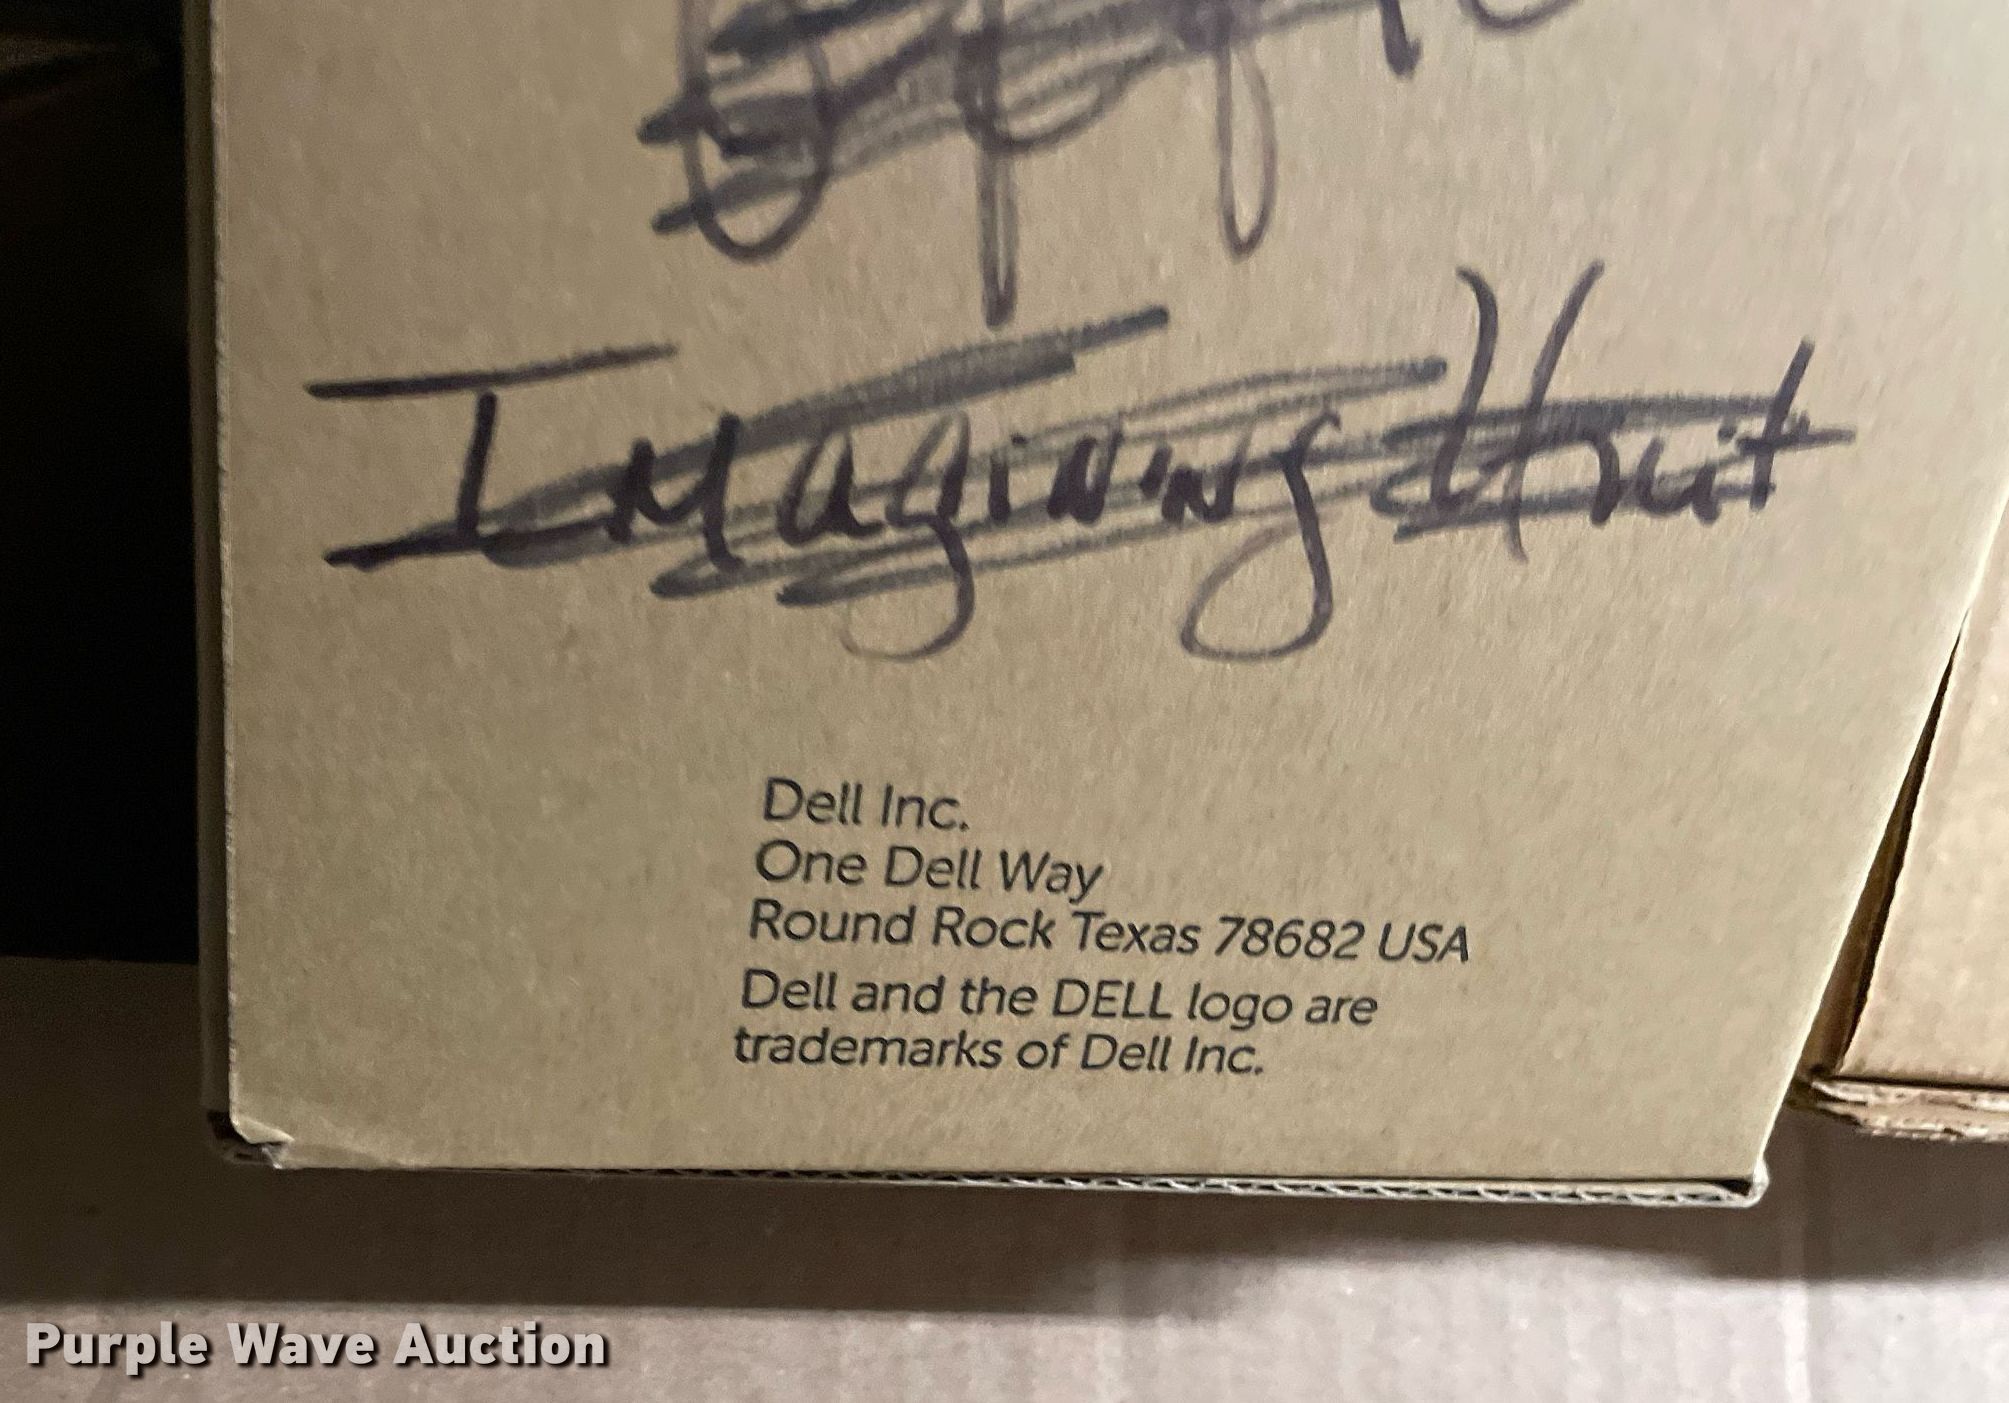 Imagining Unit
Dell Inc.
One Dell Way
Round Rock Texas 78682 USA
Dell and the DELL logo are
trademarks of Dell Inc.
Purple Wave Auction